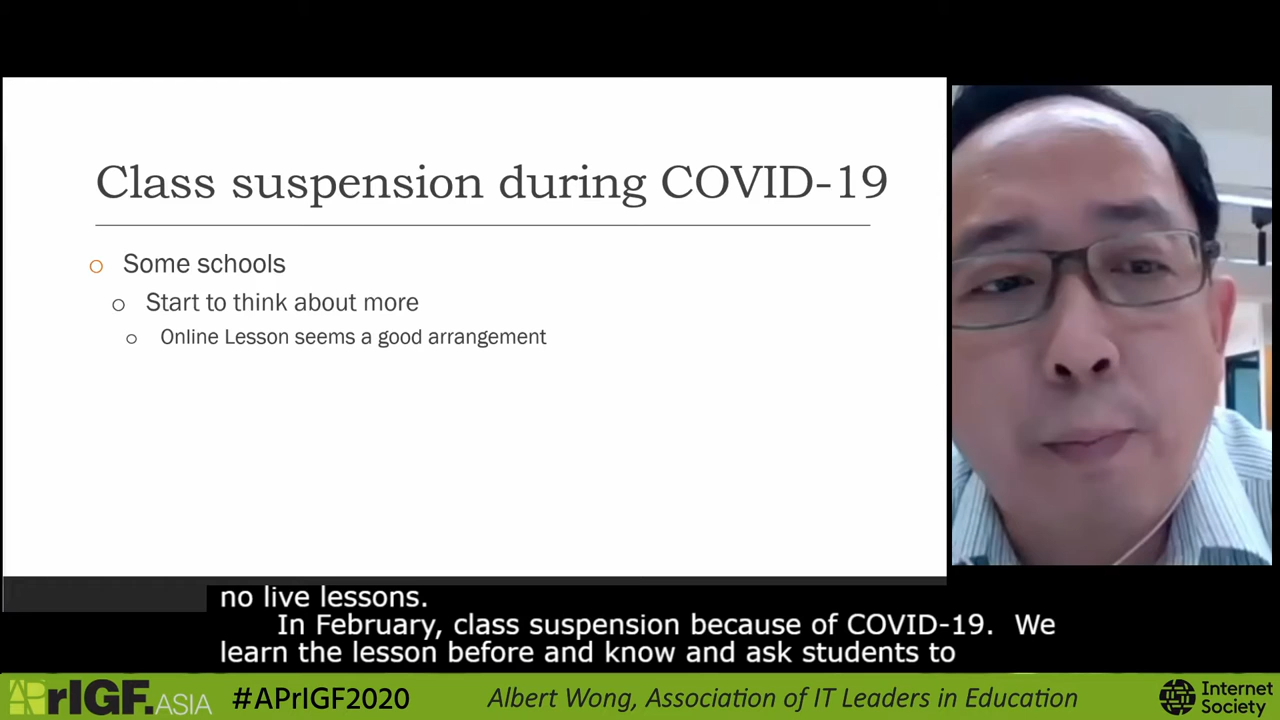 Class suspension during COVID-19
Some schools
Start to think about more
Online Lesson seems a good arrangement
no live lessons.
In February, class suspension because of COVID-19. We
learn the lesson before and know and ask students to
APrIGF.ASIA #APrIGF2020 Albert Wong, Association of IT Leaders in Education
Internet
Society